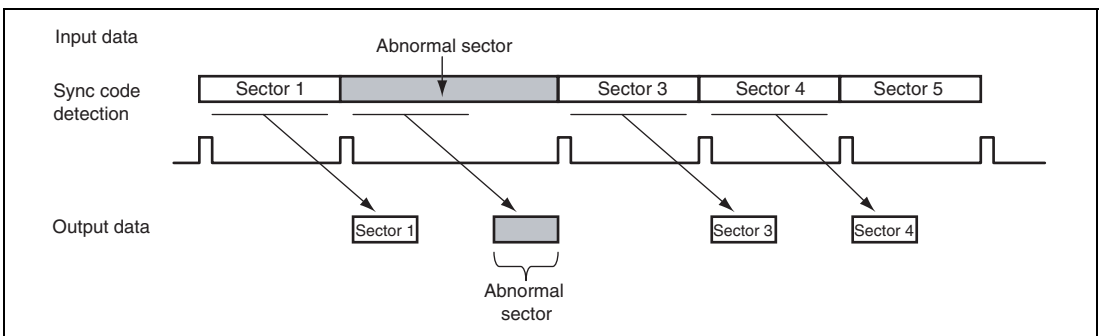 Input data
Abnormal sector
Sync code
detection
Sector 1
Sector 3
Sector 4
Sector 5
Output data
Sector 1
Sector 3
Sector 4
Abnormal
sector